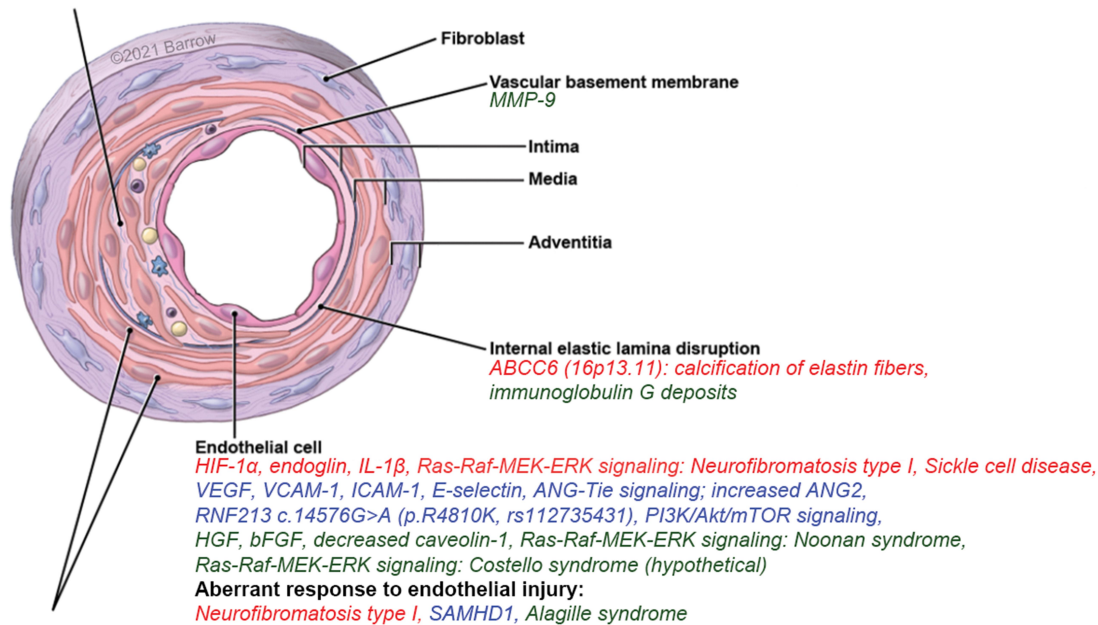 ©2021 Barrow
Fibroblast
Vascular basement membrane
MMP-9
Intima
Media
Adventitia
Internal elastic lamina disruption
ABCC6 (16p13.11): calcification of elastin fibers,
immunoglobulin G deposits
Endothelial cell
HIF-1α, endoglin, IL-1β, Ras-Raf-MEK-ERK signaling: Neurofibromatosis type I, Sickle cell disease,
VEGF, VCAM-1, ICAM-1, E-selectin, ANG-Tie signaling; increased ANG2,
RNF213 c.14576G>A (p.R4810K, rs112735431), PI3K/Akt/mTOR signaling,
HGF, bFGF, decreased caveolin-1, Ras-Raf-MEK-ERK signaling: Noonan syndrome,
Ras-Raf-MEK-ERK signaling: Costello syndrome (hypothetical)
Aberrant response to endothelial injury:
Neurofibromatosis type I, SAMHD1, Alagille syndrome